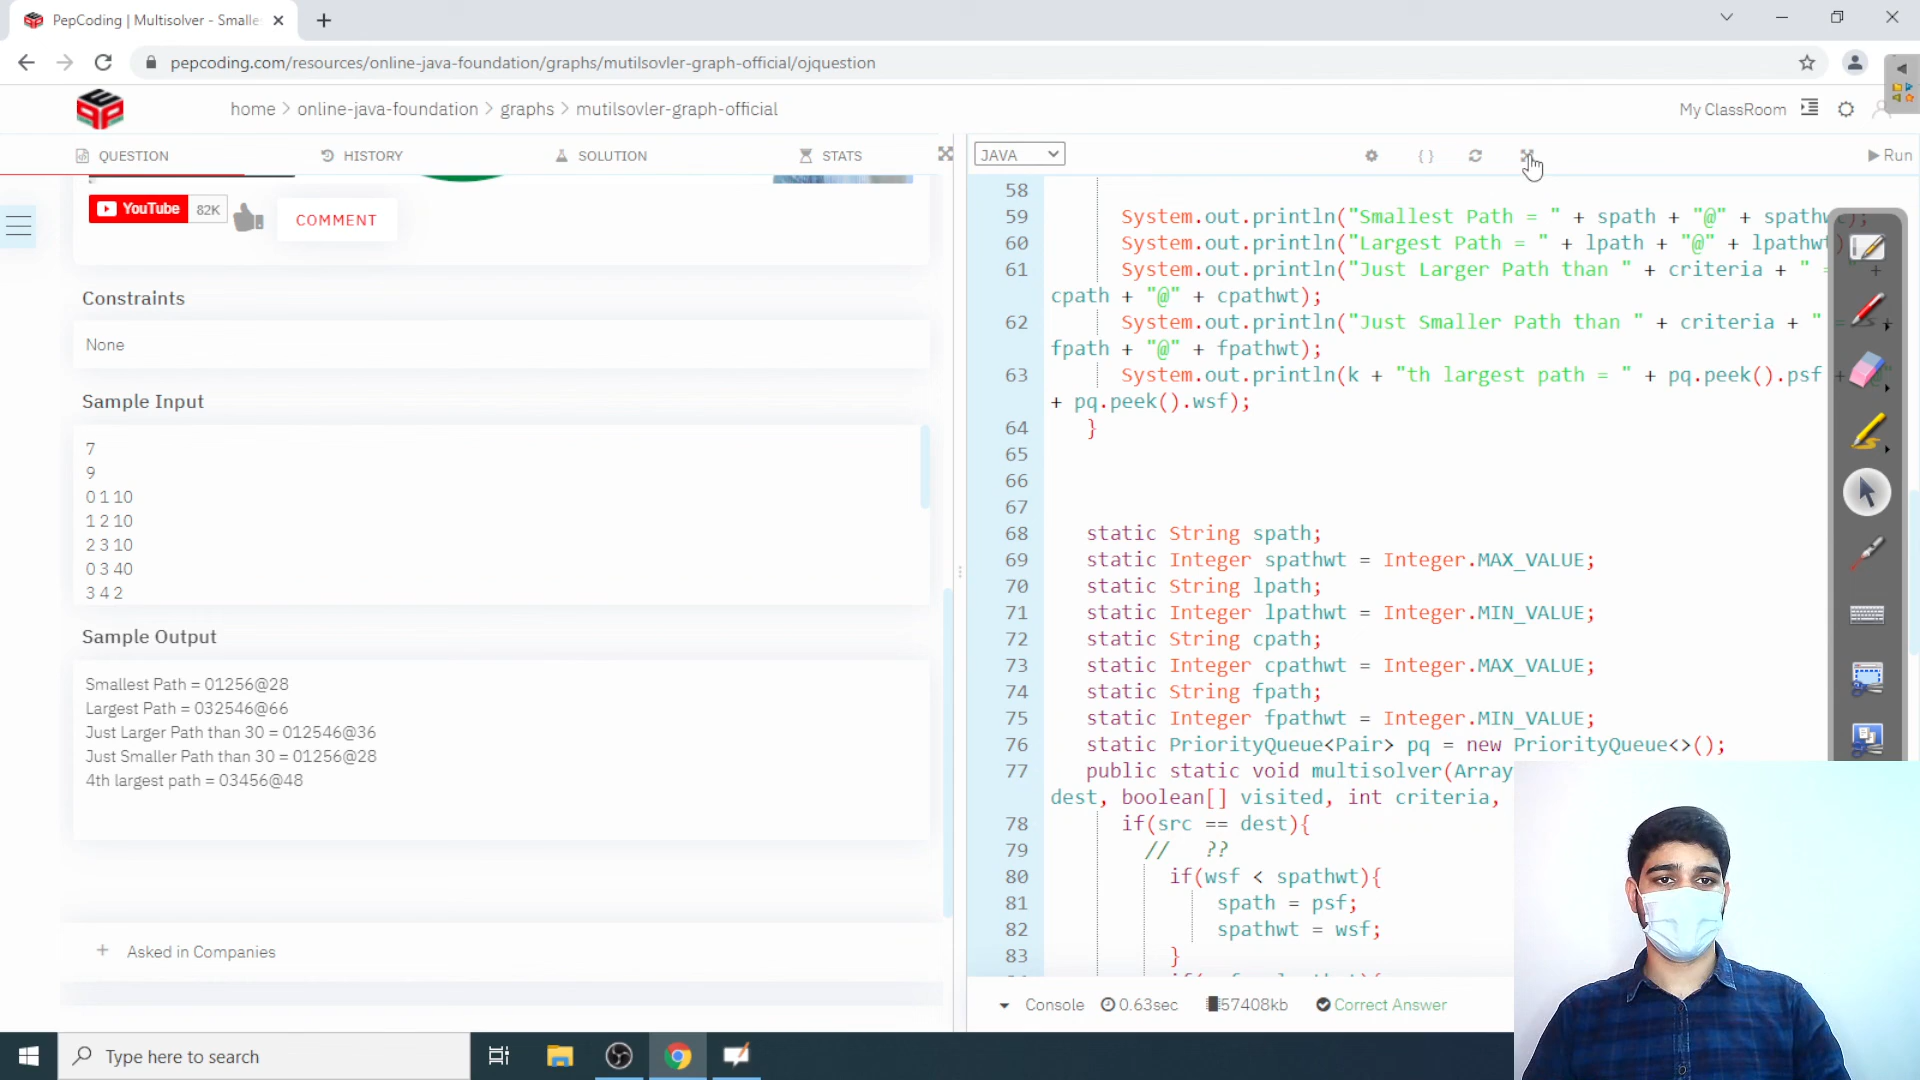 PepCoding | Multisolver - Smalle
pepcoding.com/resources/online-java-foundation/graphs/mutilsovler-graph-official/ojquestion
home > online-java-foundation > graphs > mutilsovler-graph-official
My ClassRoom
QUESTION
HISTORY
SOLUTION
STATS
JAVA
{ }
Run
YouTube
82K
COMMENT
Constraints
None
Sample Input
7
9
0 1 10
1 2 10
2 3 10
0 3 40
3 4 2
Sample Output
Smallest Path = 01256@28
Largest Path = 032546@66
Just Larger Path than 30 = 012546@36
Just Smaller Path than 30 = 01256@28
4th largest path = 03456@48
+ Asked in Companies
58
59 System.out.println("Smallest Path = " + spath + "@" + spathw);
60 System.out.println("Largest Path = " + lpath + "@" + lpathwt)
61 System.out.println("Just Larger Path than " + criteria + " = " +
cpath + "@" + cpathwt);
62 System.out.println("Just Smaller Path than " + criteria + " = " +
fpath + "@" + fpathwt);
63 System.out.println(k + "th largest path = " + pq.peek().psf + "@"
+ pq.peek().wsf);
64 }
65
66
67
68 static String spath;
69 static Integer spathwt = Integer.MAX_VALUE;
70 static String lpath;
71 static Integer lpathwt = Integer.MIN_VALUE;
72 static String cpath;
73 static Integer cpathwt = Integer.MAX_VALUE;
74 static String fpath;
75 static Integer fpathwt = Integer.MIN_VALUE;
76 static PriorityQueue<Pair> pq = new PriorityQueue<>();
77 public static void multisolver(Array
dest, boolean[] visited, int criteria,
78 if(src == dest){
79 // ??
80 if(wsf < spathwt){
81 spath = psf;
82 spathwt = wsf;
83 }
Console 0.63sec 57408kb Correct Answer
Type here to search